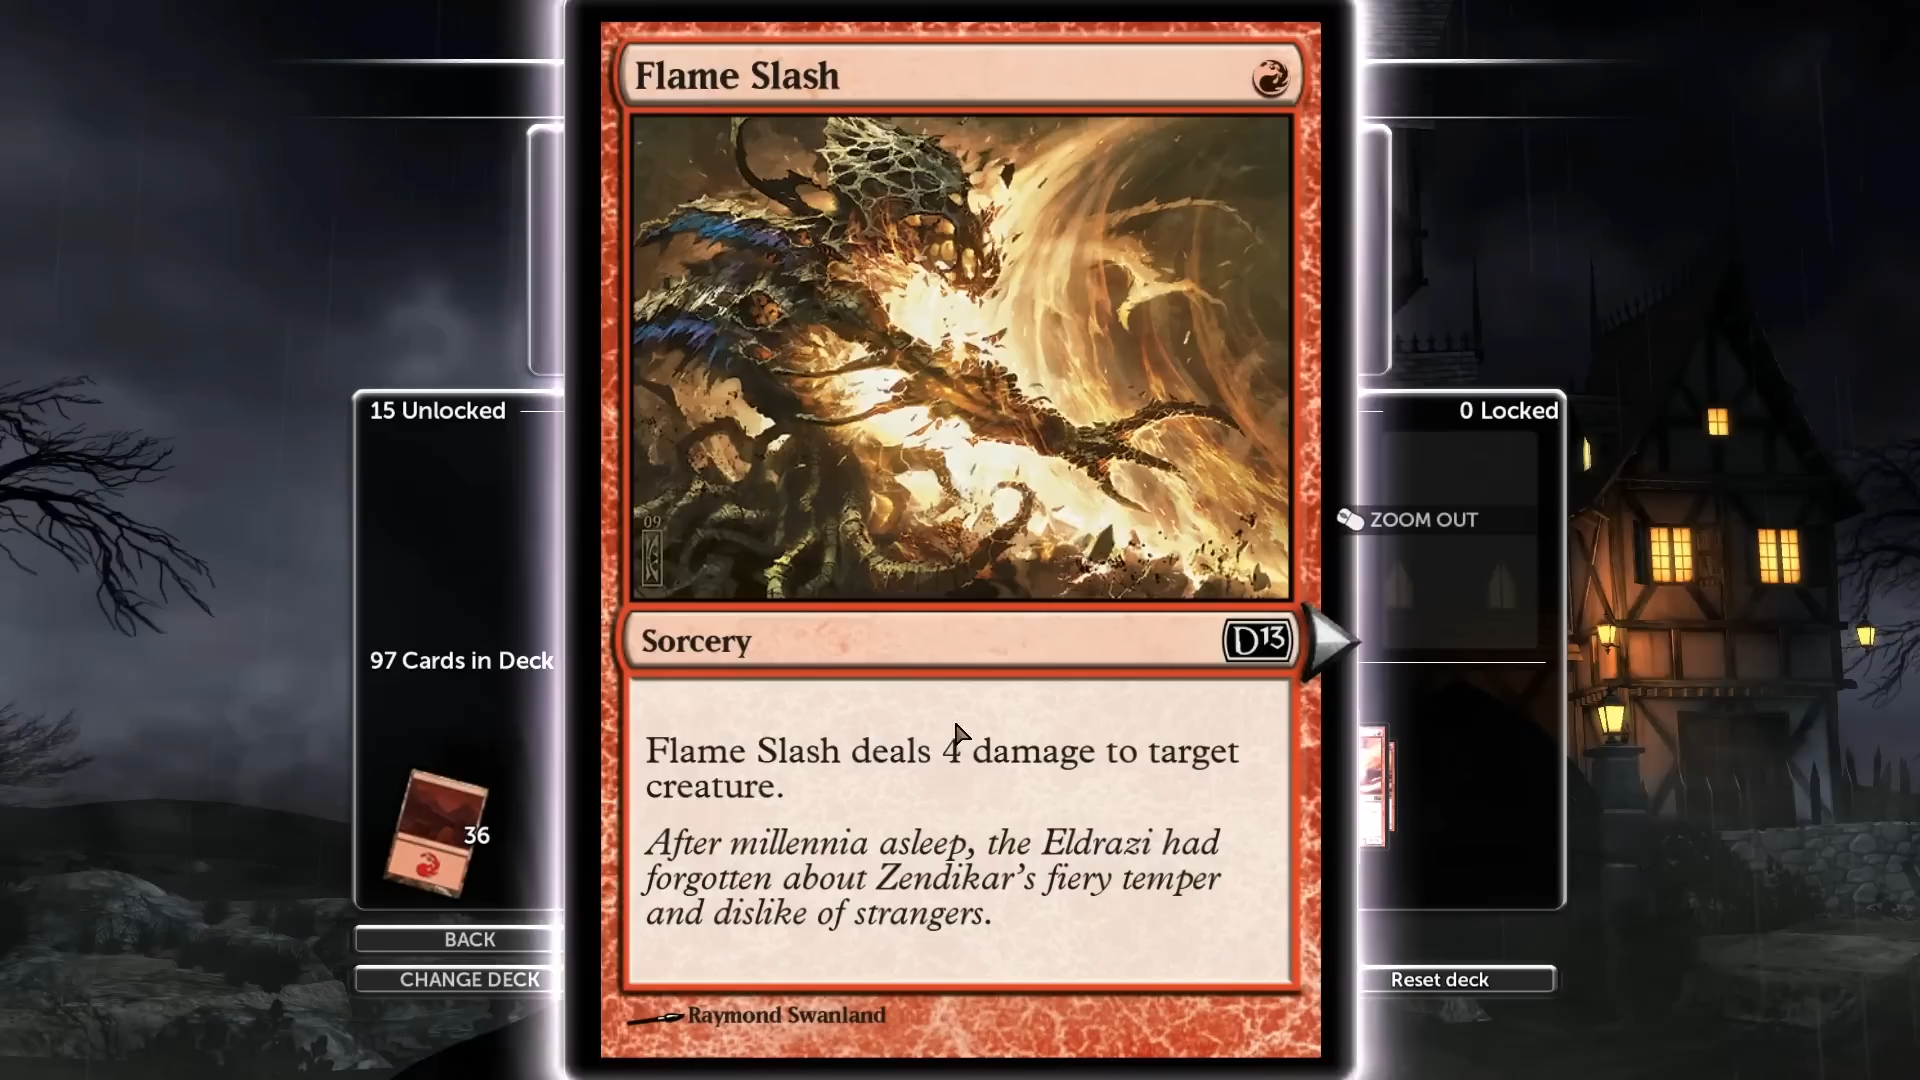 Flame Slash
09
15 Unlocked
0 Locked
ZOOM OUT
Sorcery
D13
97 Cards in Deck
Flame Slash deals 4 damage to target
creature.
After millennia asleep, the Eldrazi had
forgotten about Zendikar's fiery temper
and dislike of strangers.
36
BACK
CHANGE DECK
Reset deck
Raymond Swanland